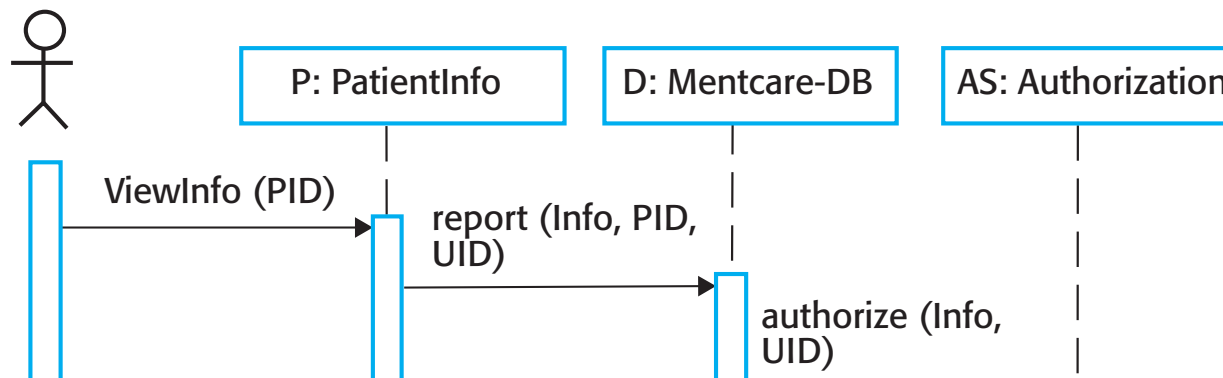 P: PatientInfo
D: Mentcare-DB
AS: Authorization
ViewInfo (PID)
report (Info, PID,
UID)
authorize (Info,
UID)